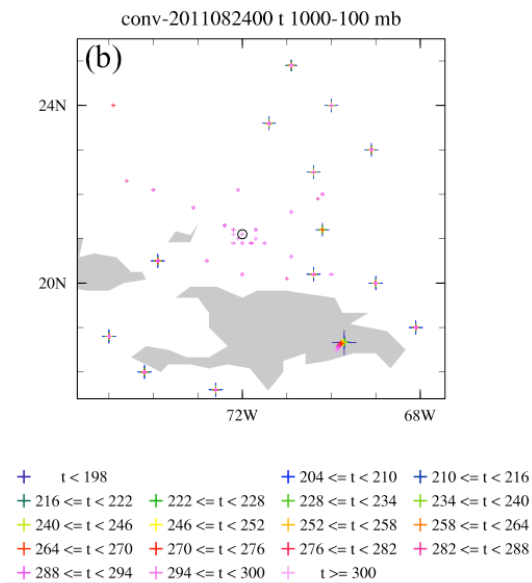 conv-2011082400 t 1000-100 mb
(b)
24N
20N
72W 68W
t < 198 204 <= t < 210 210 <= t < 216
216 <= t < 222 222 <= t < 228 228 <= t < 234 234 <= t < 240
240 <= t < 246 246 <= t < 252 252 <= t < 258 258 <= t < 264
264 <= t < 270 270 <= t < 276 276 <= t < 282 282 <= t < 288
288 <= t < 294 294 <= t < 300 t >= 300